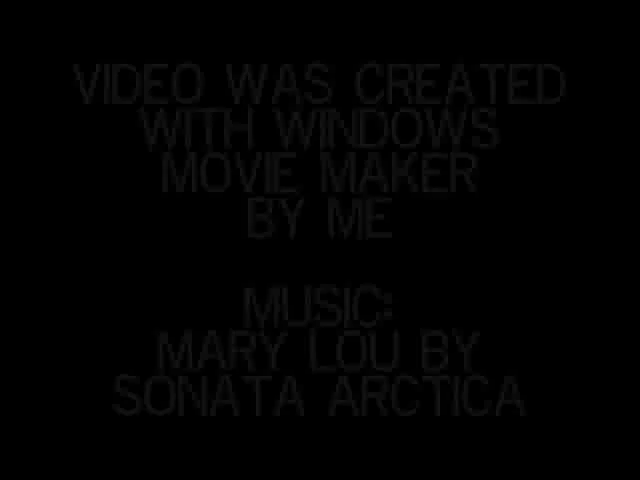 VIDEO WAS CREATED
WITH WINDOWS
MOVIE MAKER
BY ME
MUSIC:
MARY LOU BY
SONATA ARCTICA